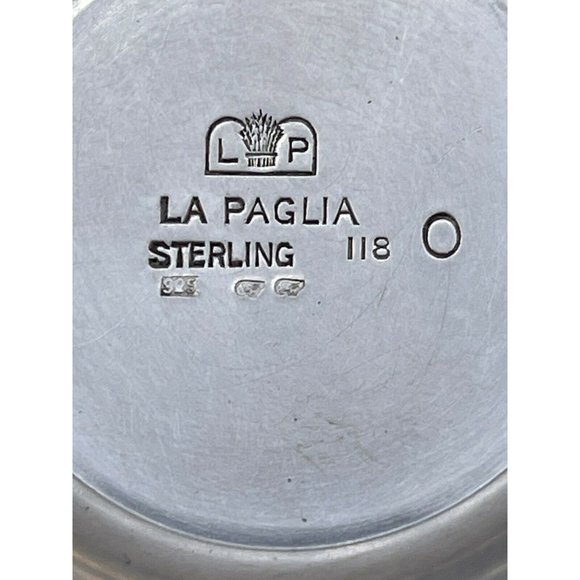 L P
LA PAGLIA
STERLING 118 O
925